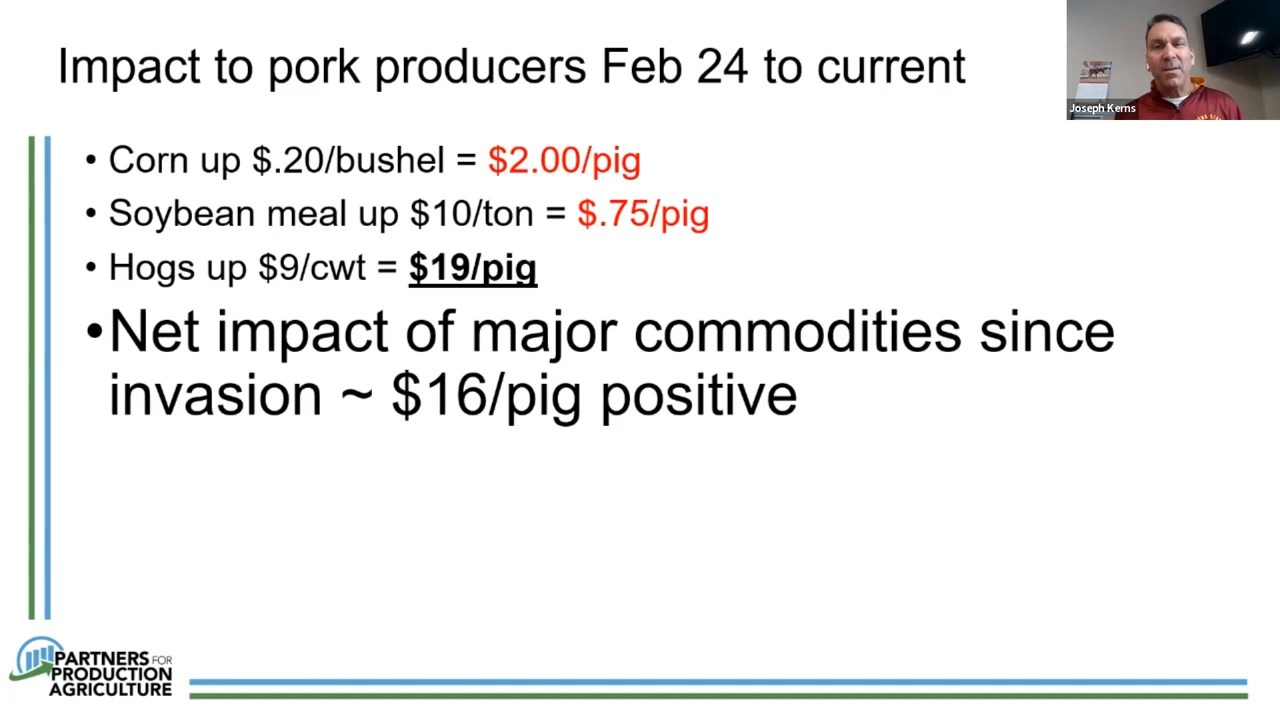 Impact to pork producers Feb 24 to current
Joseph Kerns
• Corn up $.20/bushel = $2.00/pig
• Soybean meal up $10/ton = $.75/pig
• Hogs up $9/cwt = $19/pig
•Net impact of major commodities since
invasion ~ $16/pig positive
PARTNERS FOR
PRODUCTION
AGRICULTURE